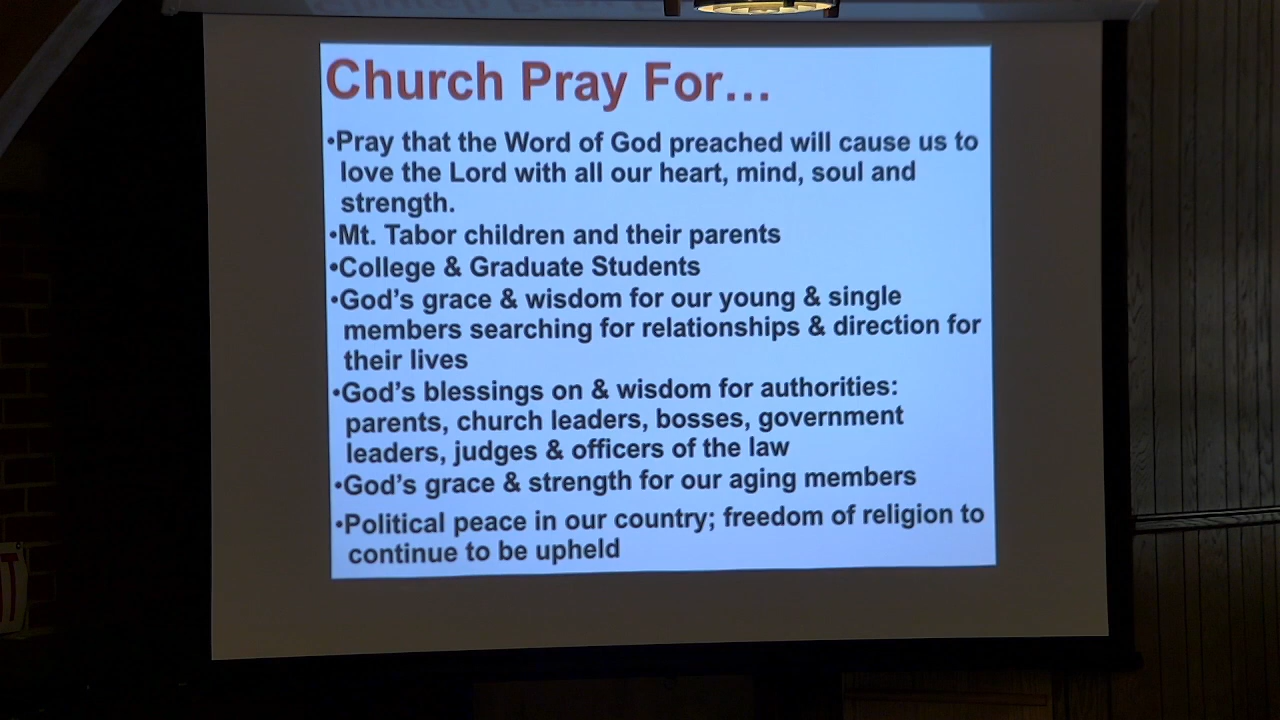 Church Pray For...
•Pray that the Word of God preached will cause us to
love the Lord with all our heart, mind, soul and
strength.
•Mt. Tabor children and their parents
•College & Graduate Students
•God's grace & wisdom for our young & single
members searching for relationships & direction for
their lives
•God's blessings on & wisdom for authorities:
parents, church leaders, bosses, government
leaders, judges & officers of the law
•God's grace & strength for our aging members
•Political peace in our country; freedom of religion to
continue to be upheld
T